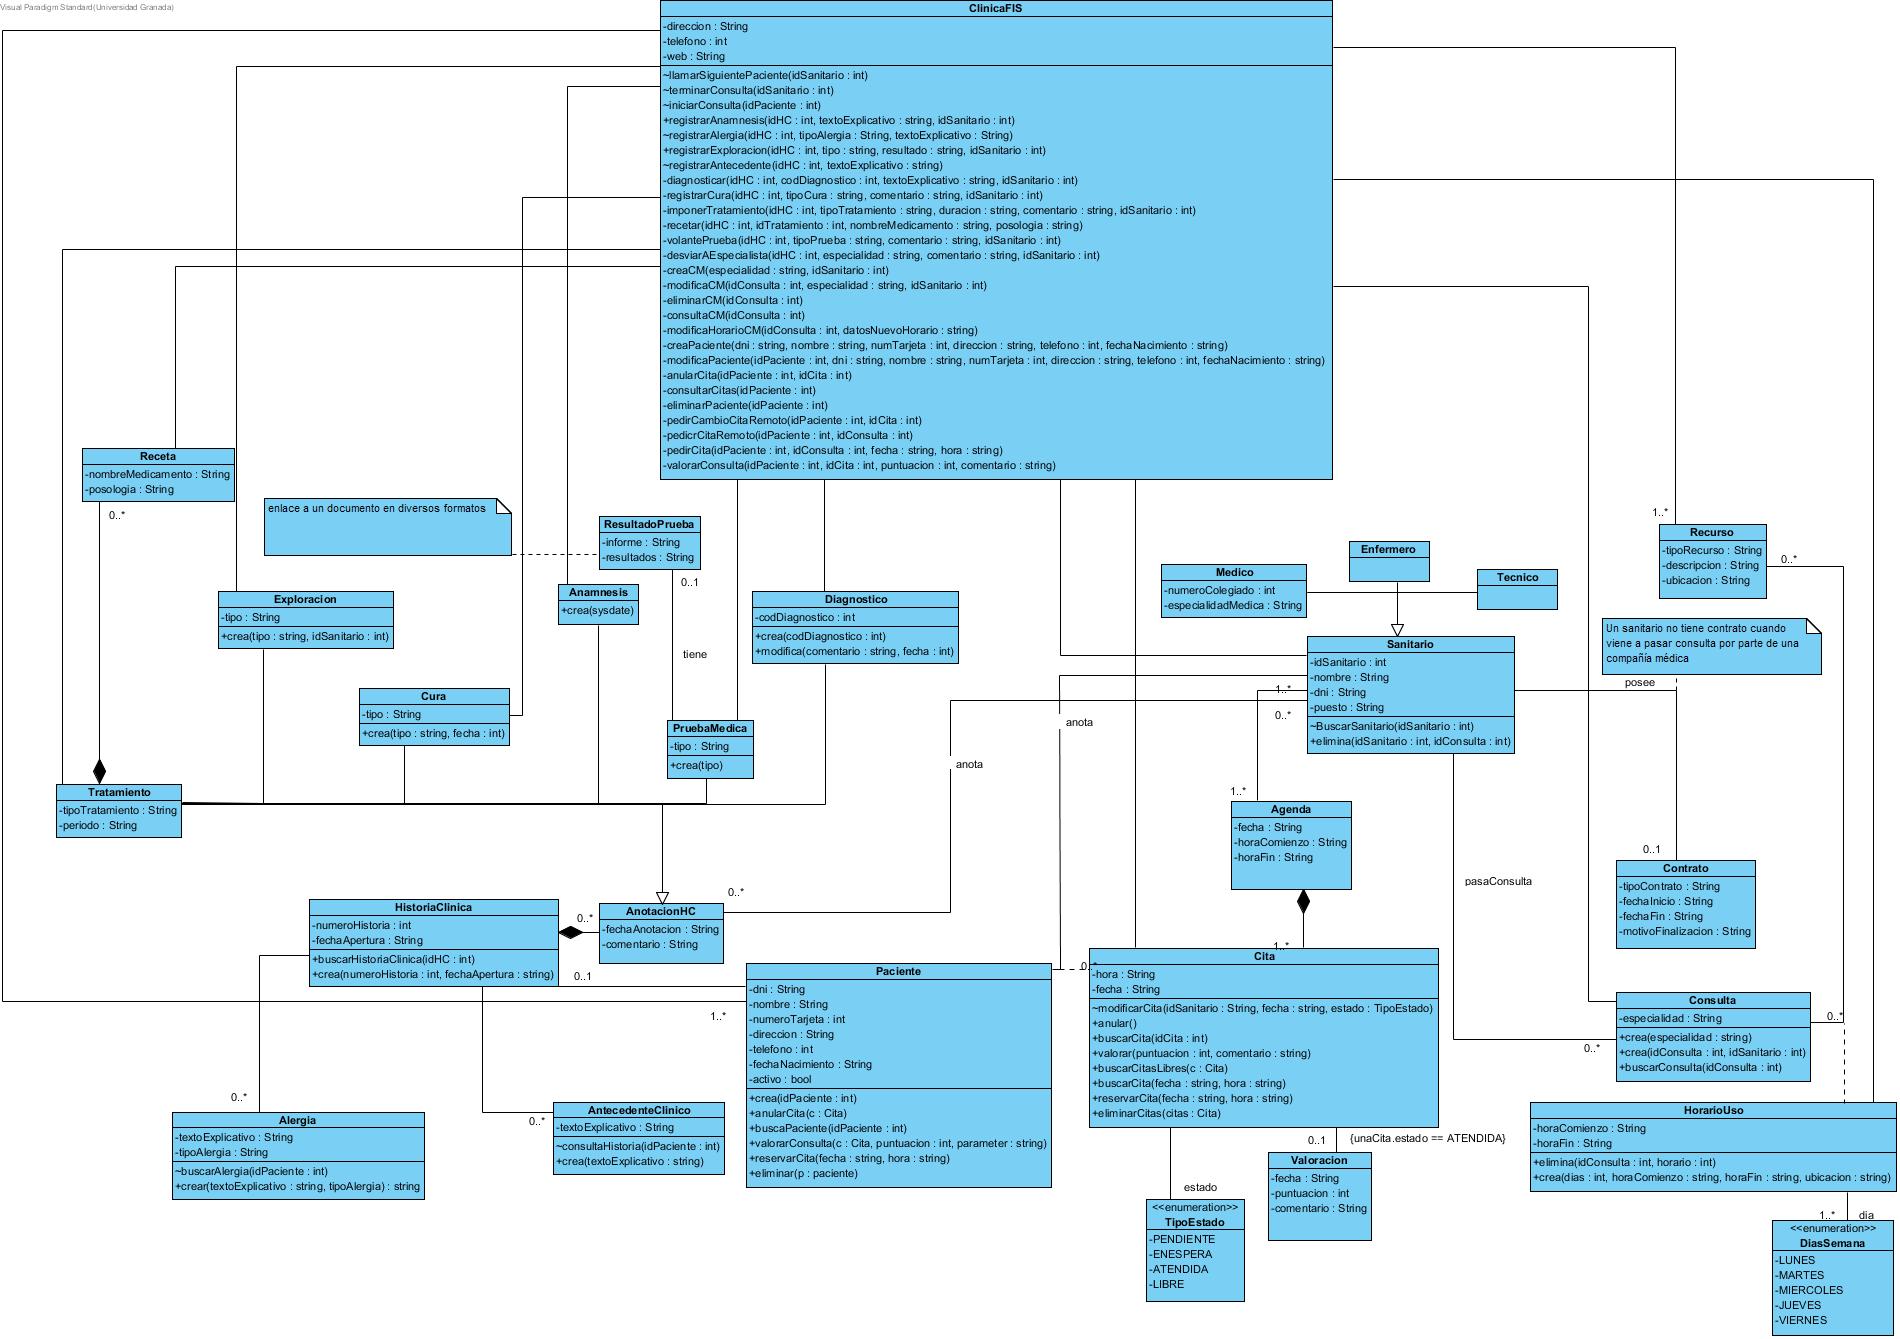 Visual Paradigm Standard(Universidad Granada)
ClinicaFIS
-direccion : String
-telefono : int
-web : String
~llamarSiguientePaciente(idSanitario : int)
~terminarConsulta(idSanitario : int)
~iniciarConsulta(idPaciente : int)
+registrarAnamnesis(idHC : int, textoExplicativo : string, idSanitario : int)
~registrarAlergia(idHC : int, tipoAlergia : String, textoExplicativo : String)
+registrarExploracion(idHC : int, tipo : string, resultado : string, idSanitario : int)
~registrarAntecedente(idHC : int, textoExplicativo : string)
-diagnosticar(idHC : int, codDiagnostico : int, textoExplicativo : string, idSanitario : int)
-registrarCura(idHC : int, tipoCura : string, comentario : string, idSanitario : int)
-imponerTratamiento(idHC : int, tipoTratamiento : string, duracion : string, comentario : string, idSanitario : int)
-recetar(idHC : int, idTratamiento : int, nombreMedicamento : string, posologia : string)
-volantePrueba(idHC : int, tipoPrueba : string, comentario : string, idSanitario : int)
-desviarAEspecialista(idHC : int, especialidad : string, comentario : string, idSanitario : int)
-creaCM(especialidad : string, idSanitario : int)
-modificaCM(idConsulta : int, especialidad : string, idSanitario : int)
-eliminarCM(idConsulta : int)
-consultaCM(idConsulta : int)
-modificaHorarioCM(idConsulta : int, datosNuevoHorario : string)
-creaPaciente(dni : string, nombre : string, numTarjeta : int, direccion : string, telefono : int, fechaNacimiento : string)
-modificaPaciente(idPaciente : int, dni : string, nombre : string, numTarjeta : int, direccion : string, telefono : int, fechaNacimiento : string)
-anularCita(idPaciente : int, idCita : int)
-consultarCitas(idPaciente : int)
-eliminarPaciente(idPaciente : int)
-pedirCambioCitaRemoto(idPaciente : int, idCita : int)
-pedicrCitaRemoto(idPaciente : int, idConsulta : int)
-pedirCita(idPaciente : int, idConsulta : int, fecha : string, hora : string)
-valorarConsulta(idPaciente : int, idCita : int, puntuacion : int, comentario : string)
Receta
-nombreMedicamento : String
-posologia : String
0..*
enlace a un documento en diversos formatos
ResultadoPrueba
-informe : String
-resultados : String
0..1
tiene
Exploracion
-tipo : String
+crea(tipo : string, idSanitario : int)
Anamnesis
+crea(sysdate)
Diagnostico
-codDiagnostico : int
+crea(codDiagnostico : int)
+modifica(comentario : string, fecha : int)
Cura
-tipo : String
+crea(tipo : string, fecha : int)
PruebaMedica
-tipo : String
+crea(tipo)
Tratamiento
-tipoTratamiento : String
-periodo : String
Medico
-numeroColegiado : int
-especialidadMedica : String
Enfermero
Tecnico
1..*
Recurso
-tipoRecurso : String
-descripcion : String
-ubicacion : String
0..*
Un sanitario no tiene contrato cuando
viene a pasar consulta por parte de una
compañía médica
Sanitario
-idSanitario : int
-nombre : String
-dni : String
-puesto : String
~BuscarSanitario(idSanitario : int)
+elimina(idSanitario : int, idConsulta : int)
1..*
0..*
posee
anota
anota
1..*
Agenda
-fecha : String
-horaComienzo : String
-horaFin : String
pasaConsulta
0..1
Contrato
-tipoContrato : String
-fechaInicio : String
-fechaFin : String
-motivoFinalizacion : String
HistoriaClinica
-numeroHistoria : int
-fechaApertura : String
+buscarHistoriaClinica(idHC : int)
+crea(numeroHistoria : int, fechaApertura : string)
0..*
0..*
AnotacionHC
-fechaAnotacion : String
-comentario : String
0..1
1..*
Paciente
-dni : String
-nombre : String
-numeroTarjeta : int
-direccion : String
-telefono : int
-fechaNacimiento : String
-activo : bool
+crea(idPaciente : int)
+anularCita(c : Cita)
+buscaPaciente(idPaciente : int)
+valorarConsulta(c : Cita, puntuacion : int, parameter : string)
+reservarCita(fecha : string, hora : string)
+eliminar(p : paciente)
1..*
Cita
-hora : String
-fecha : String
~modificarCita(idSanitario : String, fecha : string, estado : TipoEstado)
+anular()
+buscarCita(idCita : int)
+valorar(puntuacion : int, comentario : string)
+buscarCitasLibres(c : Cita)
+buscarCita(fecha : string, hora : string)
+reservarCita(fecha : string, hora : string)
+eliminarCitas(citas : Cita)
0..*
Consulta
-especialidad : String
+crea(especialidad : string)
+crea(idConsulta : int, idSanitario : int)
+buscarConsulta(idConsulta : int)
0..*
0..*
Alergia
-textoExplicativo : String
-tipoAlergia : String
~buscarAlergia(idPaciente : int)
+crear(textoExplicativo : string, tipoAlergia) : string
0..*
AntecedenteClinico
-textoExplicativo : String
~consultaHistoria(idPaciente : int)
+crea(textoExplicativo : string)
HorarioUso
-horaComienzo : String
-horaFin : String
+elimina(idConsulta : int, horario : int)
+crea(dias : int, horaComienzo : string, horaFin : string, ubicacion : string)
0..1
{unaCita.estado == ATENDIDA}
Valoracion
-fecha : String
-puntuacion : int
-comentario : String
estado
<<enumeration>>
TipoEstado
-PENDIENTE
-ENESPERA
-ATENDIDA
-LIBRE
1..*
dia
<<enumeration>>
DiasSemana
-LUNES
-MARTES
-MIERCOLES
-JUEVES
-VIERNES